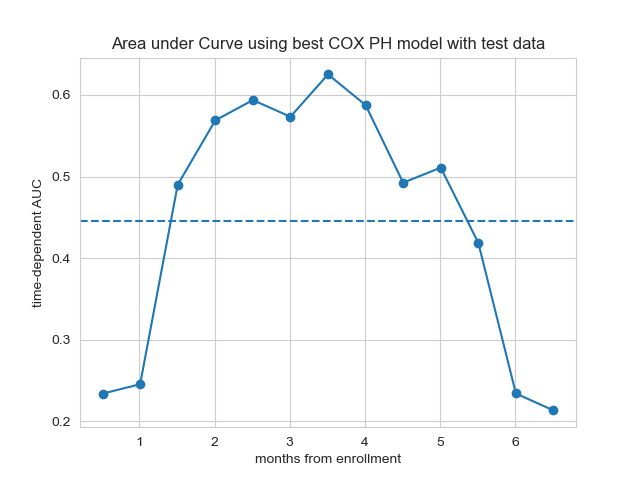 Area under Curve using best COX PH model with test data
0.6
0.5
0.4
0.3
0.2
time-dependent AUC
1 2 3 4 5 6
months from enrollment